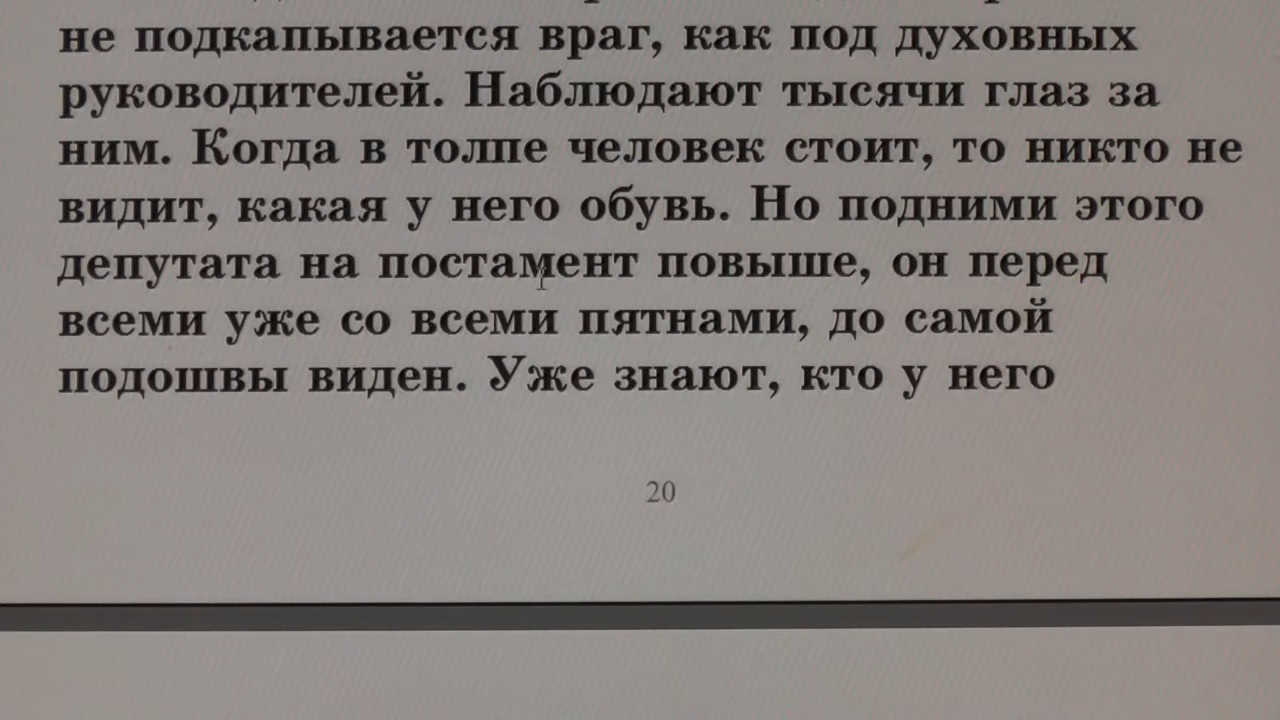 не подкапывается враг, как под духовных
руководителей. Наблюдают тысячи глаз за
ним. Когда в толпе человек стоит, то никто не
видит, какая у него обувь. Но подними этого
депутата на постамент повыше, он перед
всеми уже со всеми пятнами, до самой
подошвы виден. Уже знают, кто у него
20